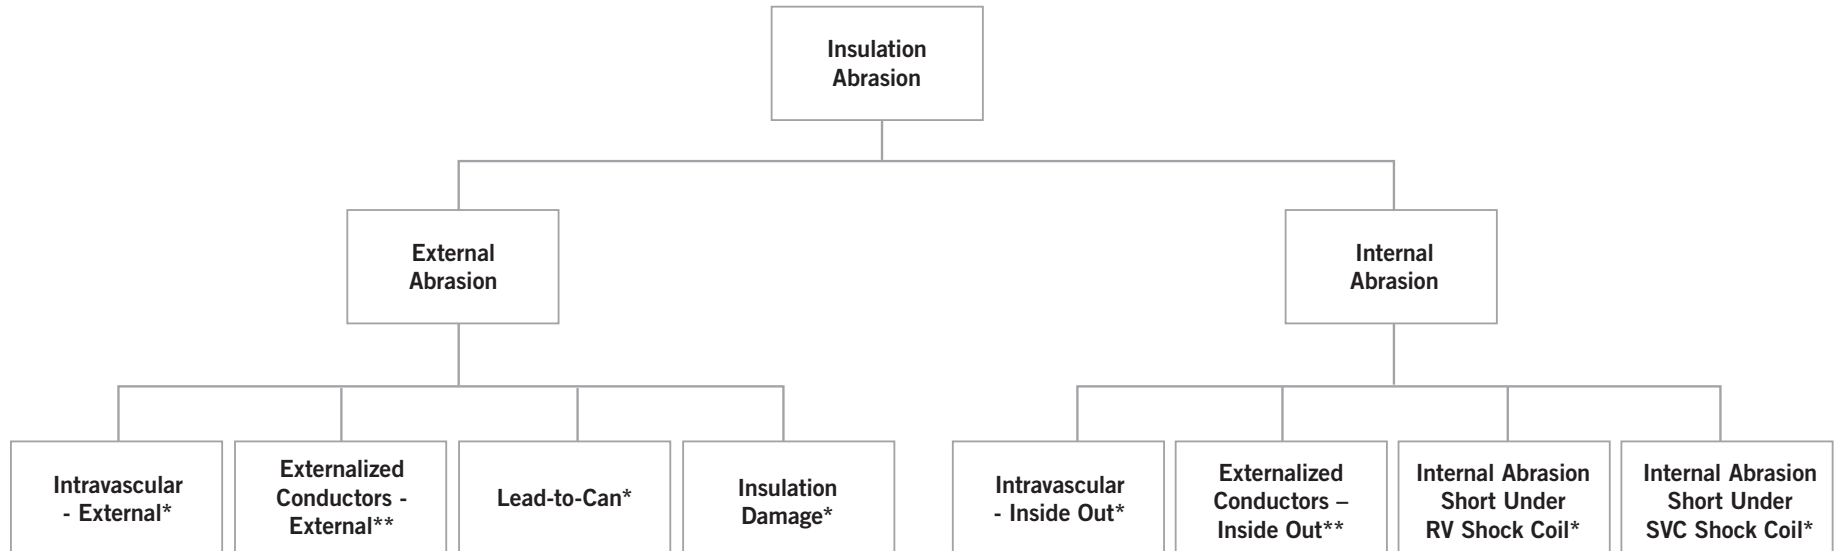 Insulation
Abrasion
External
Abrasion
Internal
Abrasion
Intravascular
- External*
Externalized
Conductors -
External**
Lead-to-Can*
Insulation
Damage*
Intravascular
- Inside Out*
Externalized
Conductors –
Inside Out**
Internal Abrasion
Short Under
RV Shock Coil*
Internal Abrasion
Short Under
SVC Shock Coil*